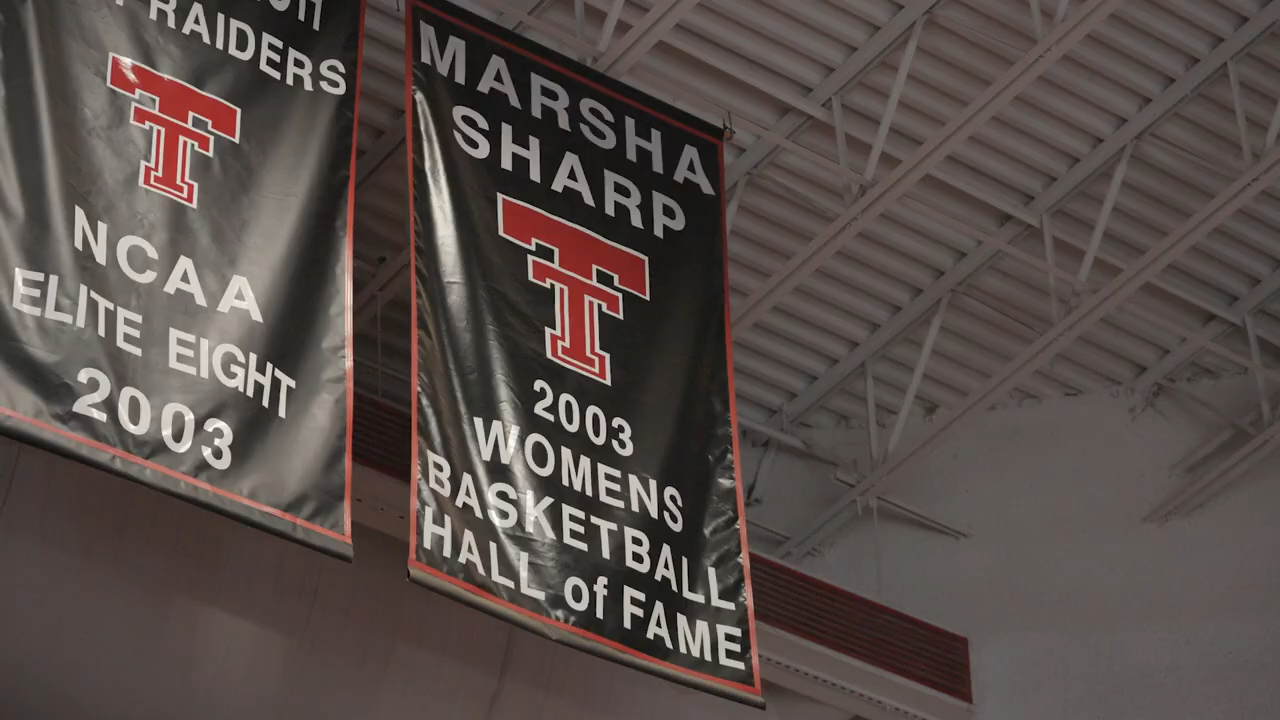 RAIDERS
NCAA
ELITE EIGHT
2003
MARSHA
SHARP
2003
WOMENS
BASKETBALL
HALL of FAME